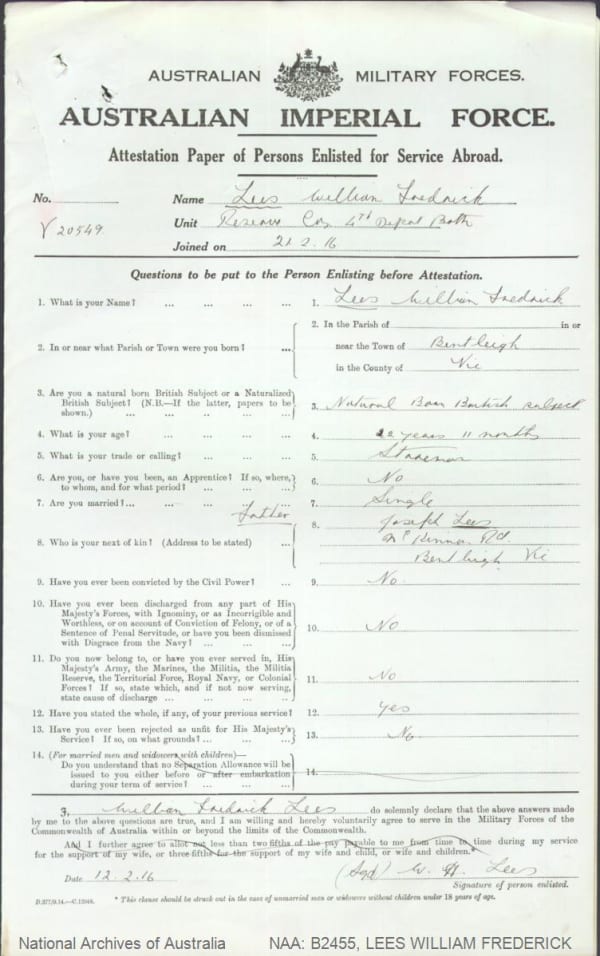 AUSTRALIAN MILITARY FORCES.
AUSTRALIAN IMPERIAL FORCE.
Attestation Paper of Persons Enlisted for Service Abroad.
No. Name Lees William Fredrick
V 20549 Unit Reserve Coy 4th Depot Battn
Joined on 21.2.16
Questions to be put to the Person Enlisting before Attestation.
1. What is your Name? ... ... ... ... 1. Lees William Fredrick
2. In or near what Parish or Town were you born? ... 2. In the Parish of in or
near the Town of Bentleigh
in the County of Vic
3. Are you a natural born British Subject or a Naturalized
British Subject? (N.B.—If the latter, papers to be
shown.) ... ... ... ... 3. Natural Born British subject
4. What is your age? ... ... ... ... 4. 22 years 11 months
5. What is your trade or calling? ... ... ... 5. Storeman
6. Are you, or have you been, an Apprentice? If so, where,
to whom, and for what period? ... ... ... 6. No
7. Are you married? ... ... ... ... 7. Single
Father
8. Who is your next of kin? (Address to be stated) ... 8. Joseph Lees
Rd.
Bentleigh Vic
9. Have you ever been convicted by the Civil Power? ... 9. No.
10. Have you ever been discharged from any part of His
Majesty's Forces, with Ignominy, or as Incorrigible and
Worthless, or on account of Conviction of Felony, or of a
Sentence of Penal Servitude, or have you been dismissed
with Disgrace from the Navy? ... ... ... 10. No
11. Do you now belong to, or have you ever served in, His
Majesty's Army, the Marines, the Militia, the Militia
Reserve, the Territorial Force, Royal Navy, or Colonial
Forces? If so, state which, and if not now serving,
state cause of discharge ... ... ... 11. No
12. Have you stated the whole, if any, of your previous service? 12. Yes
13. Have you ever been rejected as unfit for His Majesty's
Service? If so, on what grounds? ... ... ... 13. No.
14. (For married men and widowers with children)—
Do you understand that no Separation Allowance will be
issued to you either before or after embarkation
during your term of service? ... ... ... 14.
I, William Fredrick Lees do solemnly declare that the above answers made
by me to the above questions are true, and I am willing and hereby voluntarily agree to serve in the Military Forces of the
Commonwealth of Australia within or beyond the limits of the Commonwealth.
And I further agree to allot not less than two fifths of the pay payable to me from time to time during my service
for the support of my wife, or three-fifths for the support of my wife and child, or wife and children.*
Date 12.2.16 (Sgd) W. Lees
Signature of person enlisted.
* This clause should be struck out in the case of unmarried men or widowers without children under 18 years of age.
National Archives of Australia NAA: B2455, LEES WILLIAM FREDERICK